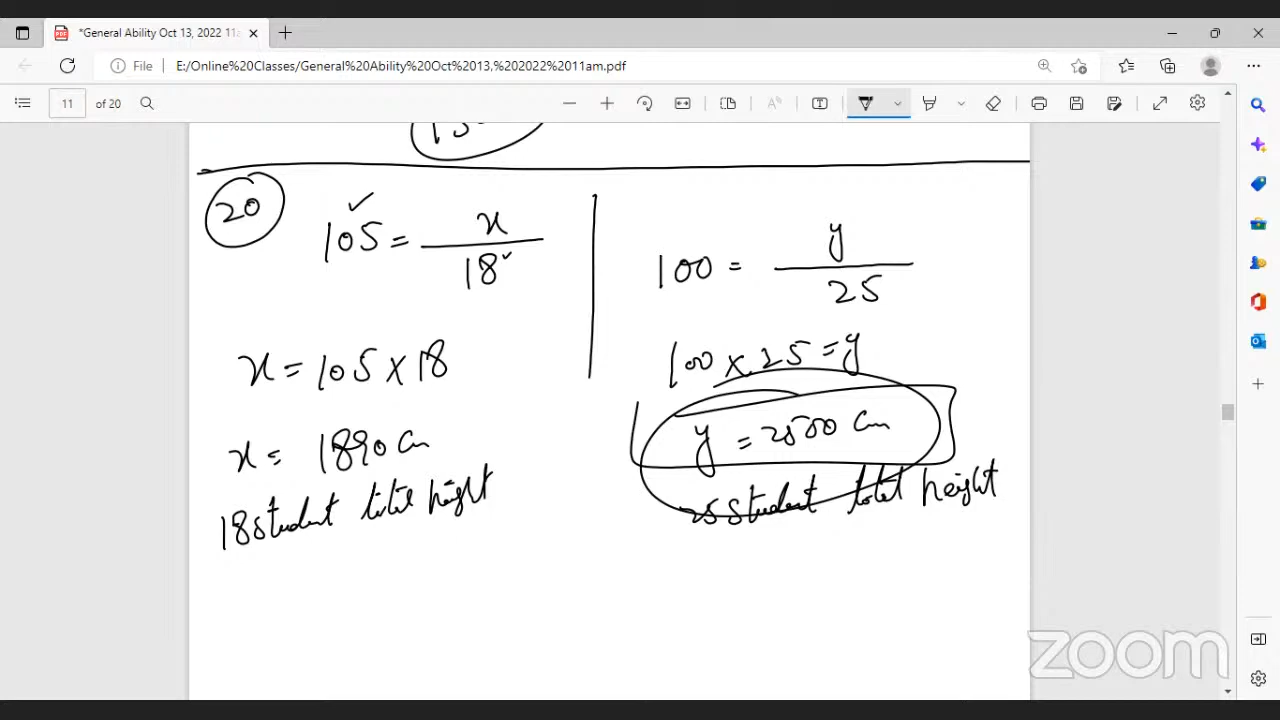 *General Ability Oct 13, 2022 11a
File E:/Online%20Classes/General%20Ability%20Oct%2013,%202022%2011am.pdf
11 of 20
20
105 = x / 18
x = 105 × 18
x = 1890 cm
18 student total height
100 = y / 25
100 × 25 = y
y = 2500 cm
25 student total height
zoom